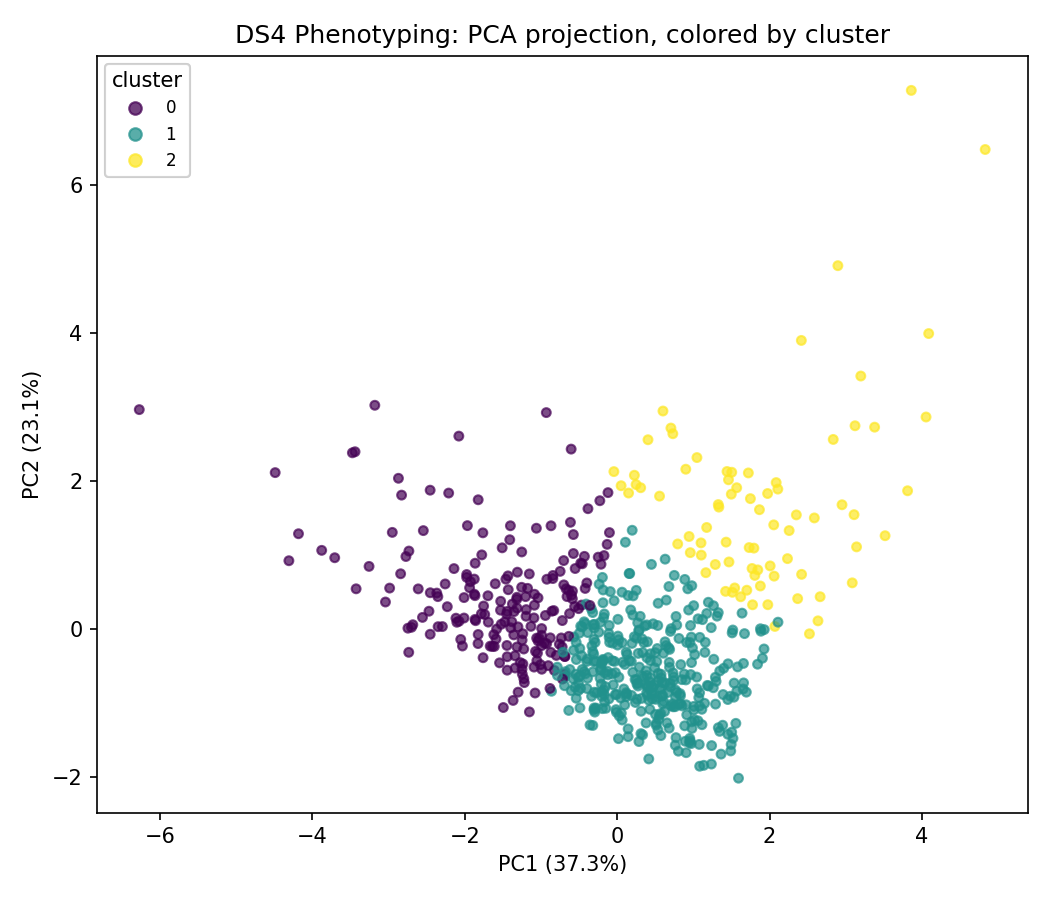 DS4 Phenotyping: PCA projection, colored by cluster
cluster
0
1
2
PC2 (23.1%)
6
4
2
0
−2
−6 −4 −2 0 2 4
PC1 (37.3%)